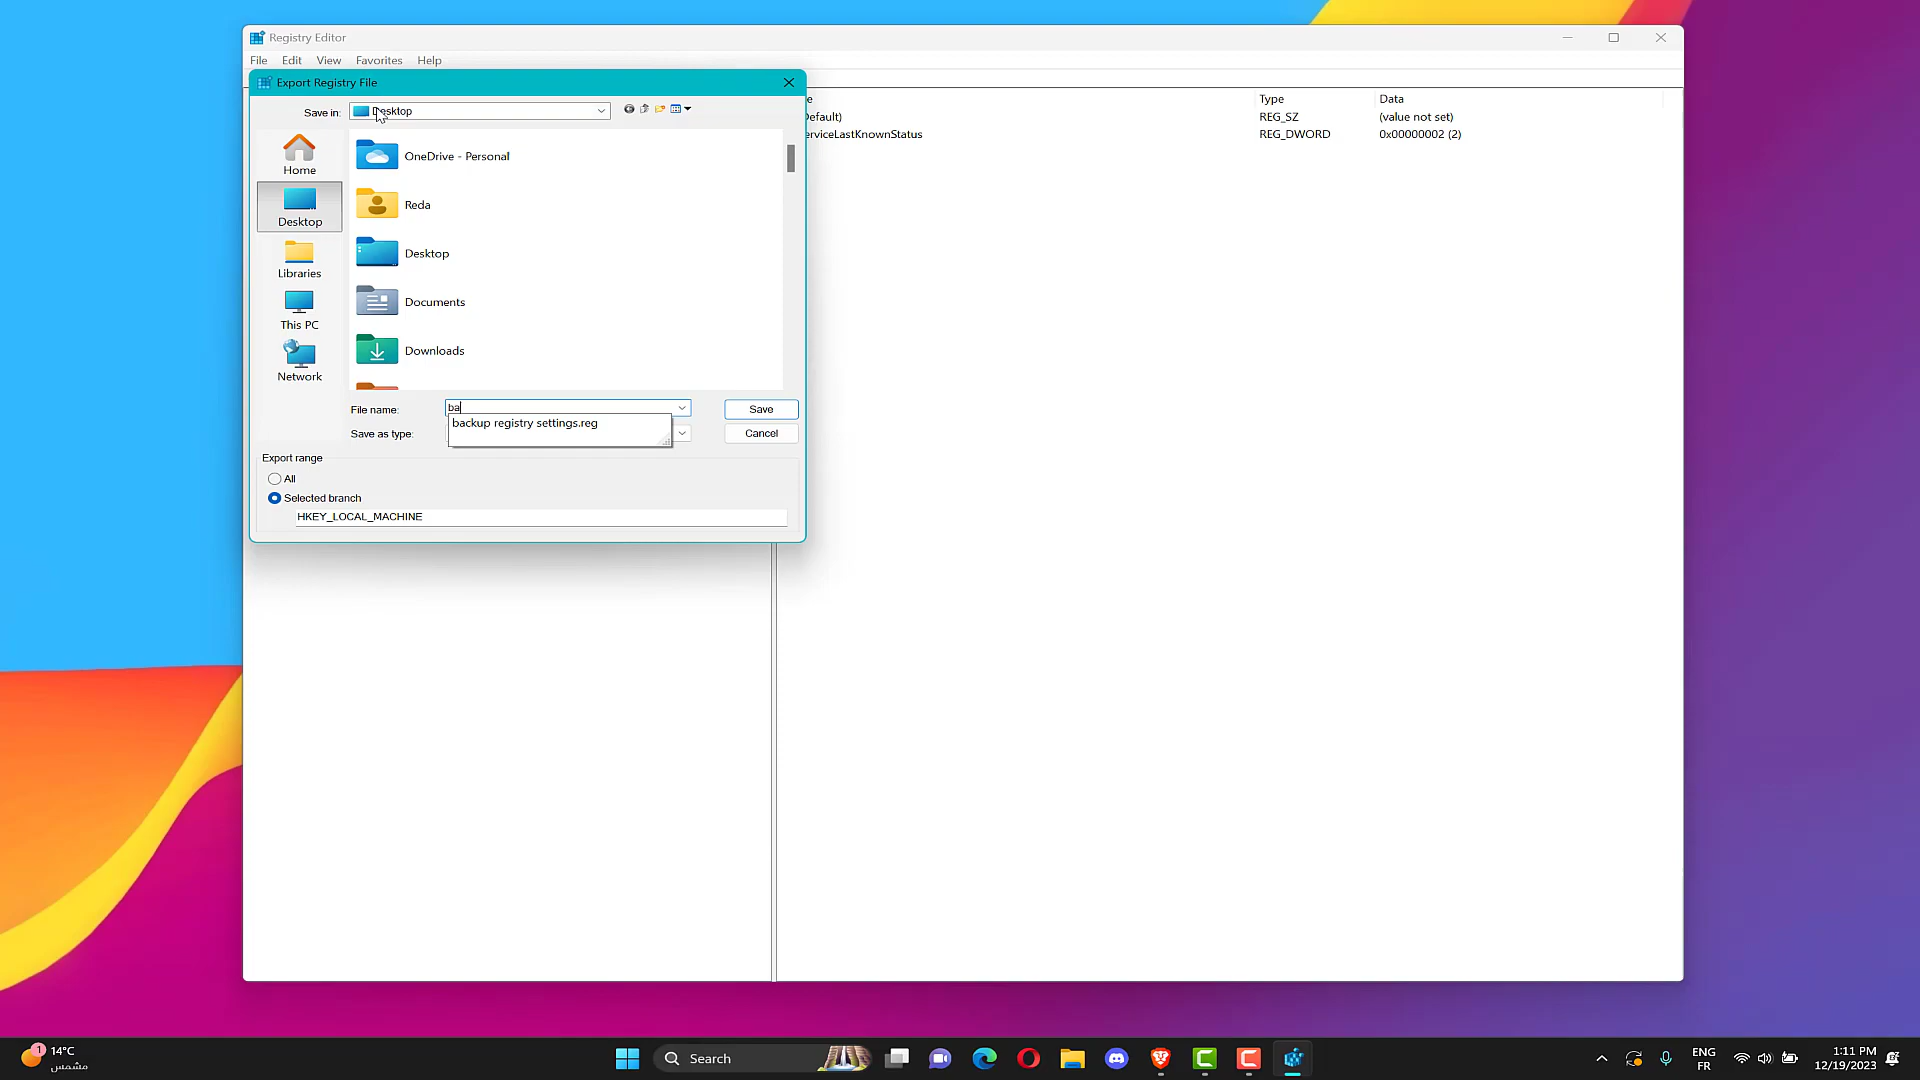 Registry Editor
File Edit View Favorites Help
Export Registry File
Save in: Desktop
Type Data
efault) REG_SZ (value not set)
erviceLastKnownStatus REG_DWORD 0x00000002 (2)
Home
Desktop
Libraries
This PC
Network
OneDrive - Personal
Reda
Desktop
Documents
Downloads
File name: ba
Save
backup registry settings.reg
Save as type:
Cancel
Export range
All
Selected branch
HKEY_LOCAL_MACHINE
1
14°C
مشمس
Search
ENG
FR
1:11 PM
12/19/2023